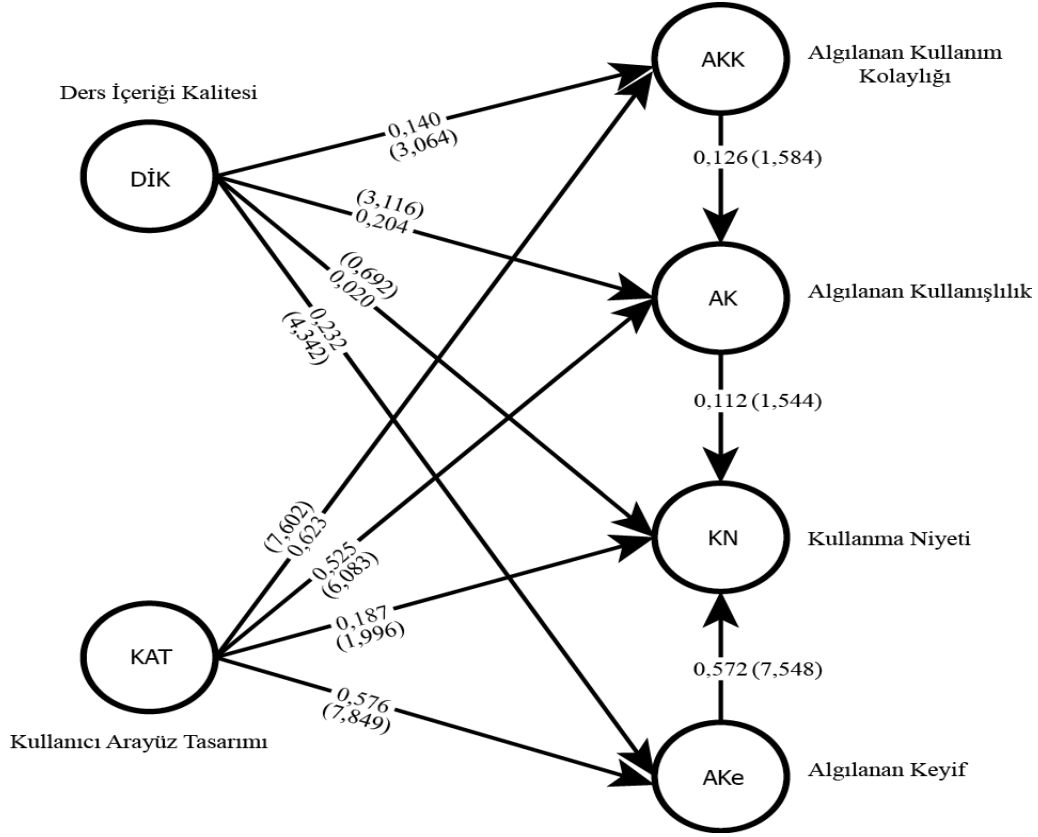 AKK
Algılanan Kullanım
Kolaylığı
Ders İçeriği Kalitesi
DİK
0,140
(3,064)
0,126 (1,584)
(3,116)
0,204
(0,692)
0,020
0,232
(4,342)
AK
Algılanan Kullanışlılık
0,112 (1,544)
(7,602)
0,623
0,525
(6,083)
KN
Kullanma Niyeti
0,187
(1,996)
KAT
0,576
(7,849)
0,572 (7,548)
Kullanıcı Arayüz Tasarımı
AKe
Algılanan Keyif